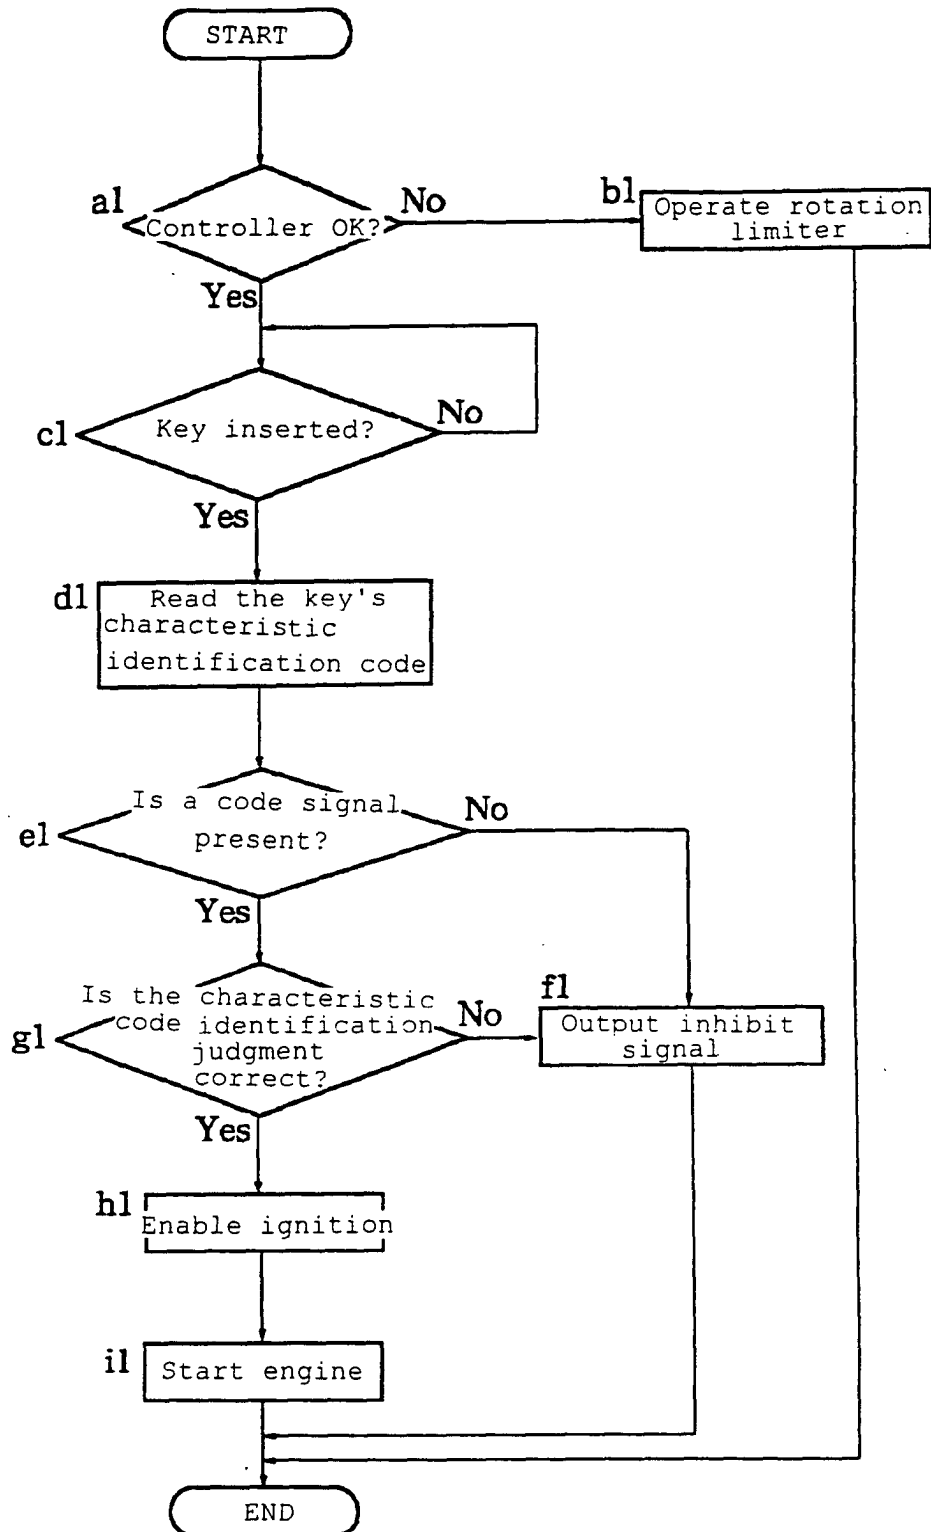 START
a1
Controller OK?
No
b1
Operate rotation
limiter
Yes
c1
Key inserted?
No
Yes
d1
Read the key's
characteristic
identification code
e1
Is a code signal
present?
No
Yes
g1
Is the characteristic
code identification
judgment
correct?
No
f1
Output inhibit
signal
Yes
h1
Enable ignition
i1
Start engine
END